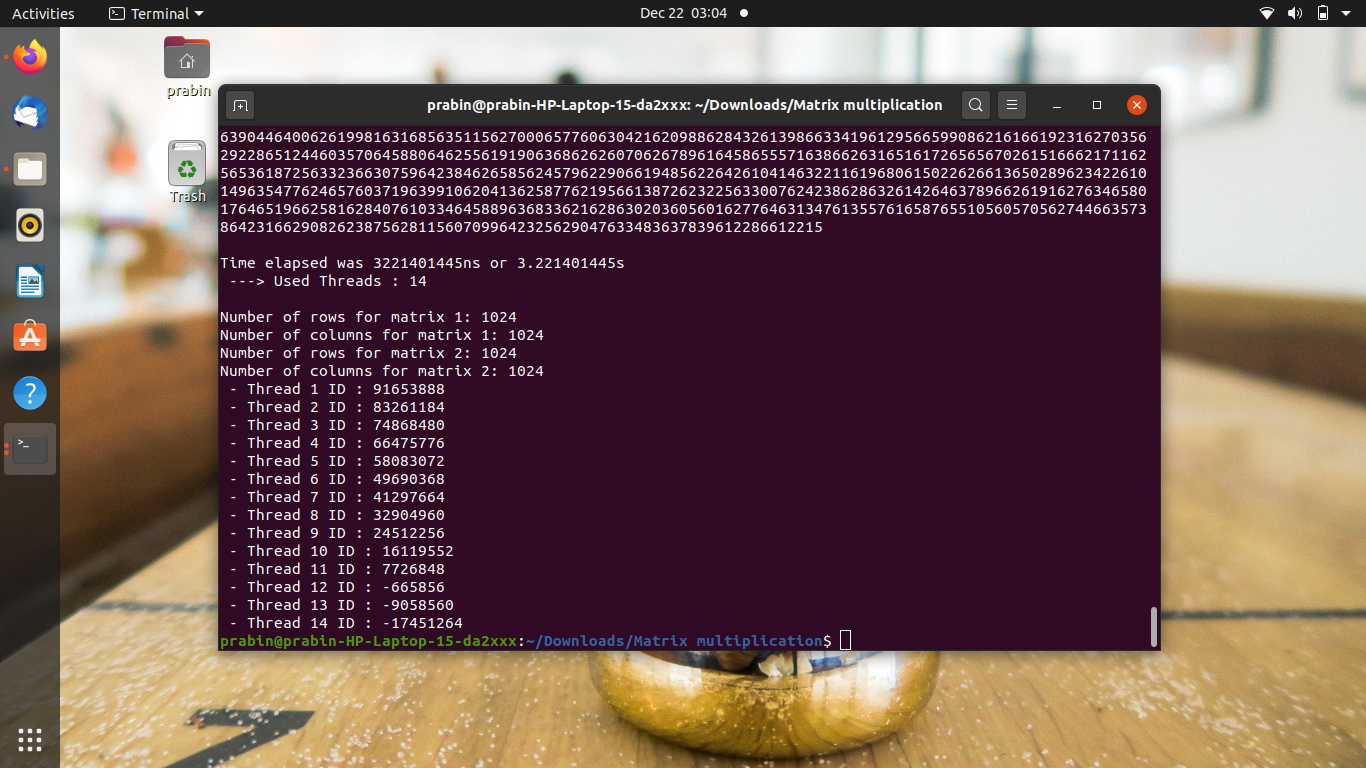 Activities
Terminal
Dec 22 03:04
prabin
Trash
prabin@prabin-HP-Laptop-15-da2xxx: ~/Downloads/Matrix multiplication
6390446400626199816316856351156270006577606304216209886284326139866334196129566599086216166192316270356
2922865124460357064588064625561919063686262607062678961645865557163866263165161726565670261516662171162
5653618725633236630759642384626585624579622906619485622642610414632211619680615022626613650289623422610
1496354776246576037196399106204136258776219566138726232256330076242386286326142646378966261916276346580
1764651966258162840761033464588963683362162863020360560162776463134761355761658765510560570562744663573
8642316629082623875628115607099642325629047633483637839612286612215
Time elapsed was 3221401445ns or 3.221401445s
---> Used Threads : 14
Number of rows for matrix 1: 1024
Number of columns for matrix 1: 1024
Number of rows for matrix 2: 1024
Number of columns for matrix 2: 1024
- Thread 1 ID : 91653888
- Thread 2 ID : 83261184
- Thread 3 ID : 74868480
- Thread 4 ID : 66475776
- Thread 5 ID : 58083072
- Thread 6 ID : 49690368
- Thread 7 ID : 41297664
- Thread 8 ID : 32904960
- Thread 9 ID : 24512256
- Thread 10 ID : 16119552
- Thread 11 ID : 7726848
- Thread 12 ID : -665856
- Thread 13 ID : -9058560
- Thread 14 ID : -17451264
prabin@prabin-HP-Laptop-15-da2xxx:~/Downloads/Matrix multiplication$